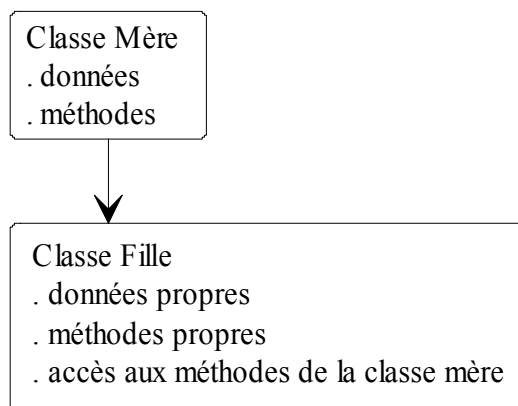 Classe Mère
. données
. méthodes
Classe Fille
. données propres
. méthodes propres
. accès aux méthodes de la classe mère